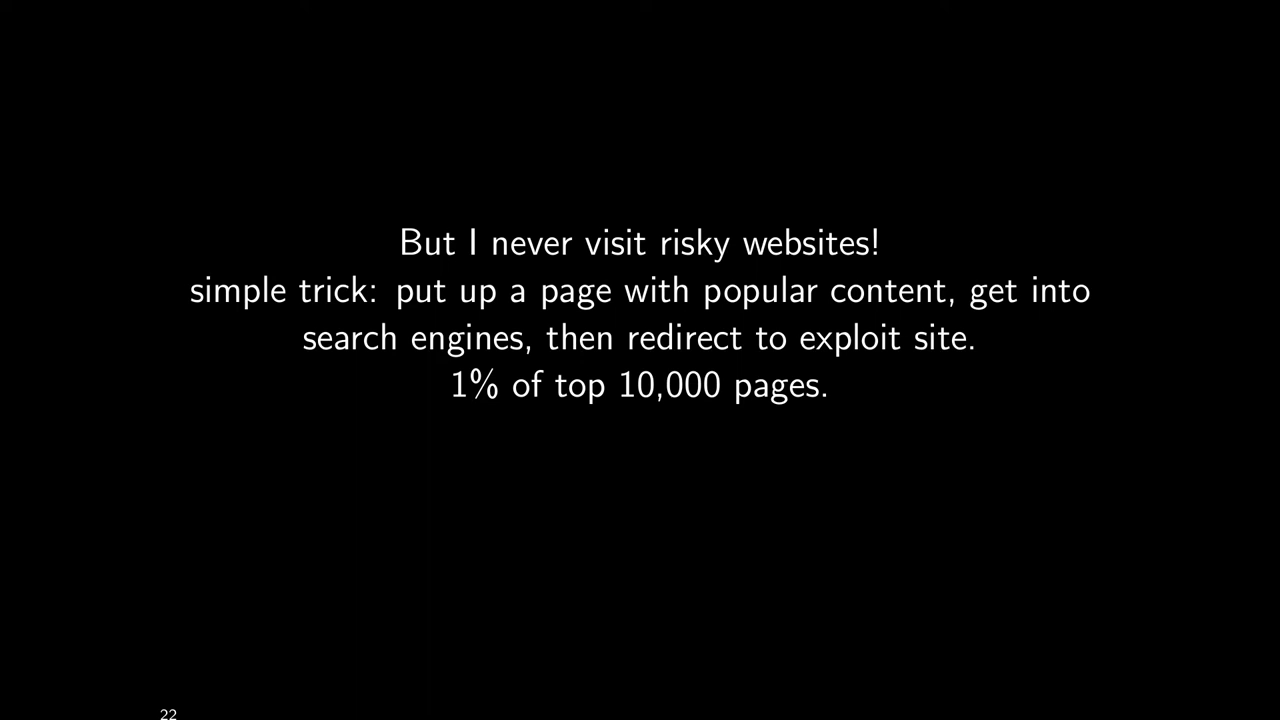 But I never visit risky websites!
simple trick: put up a page with popular content, get into
search engines, then redirect to exploit site.
1% of top 10,000 pages.
22